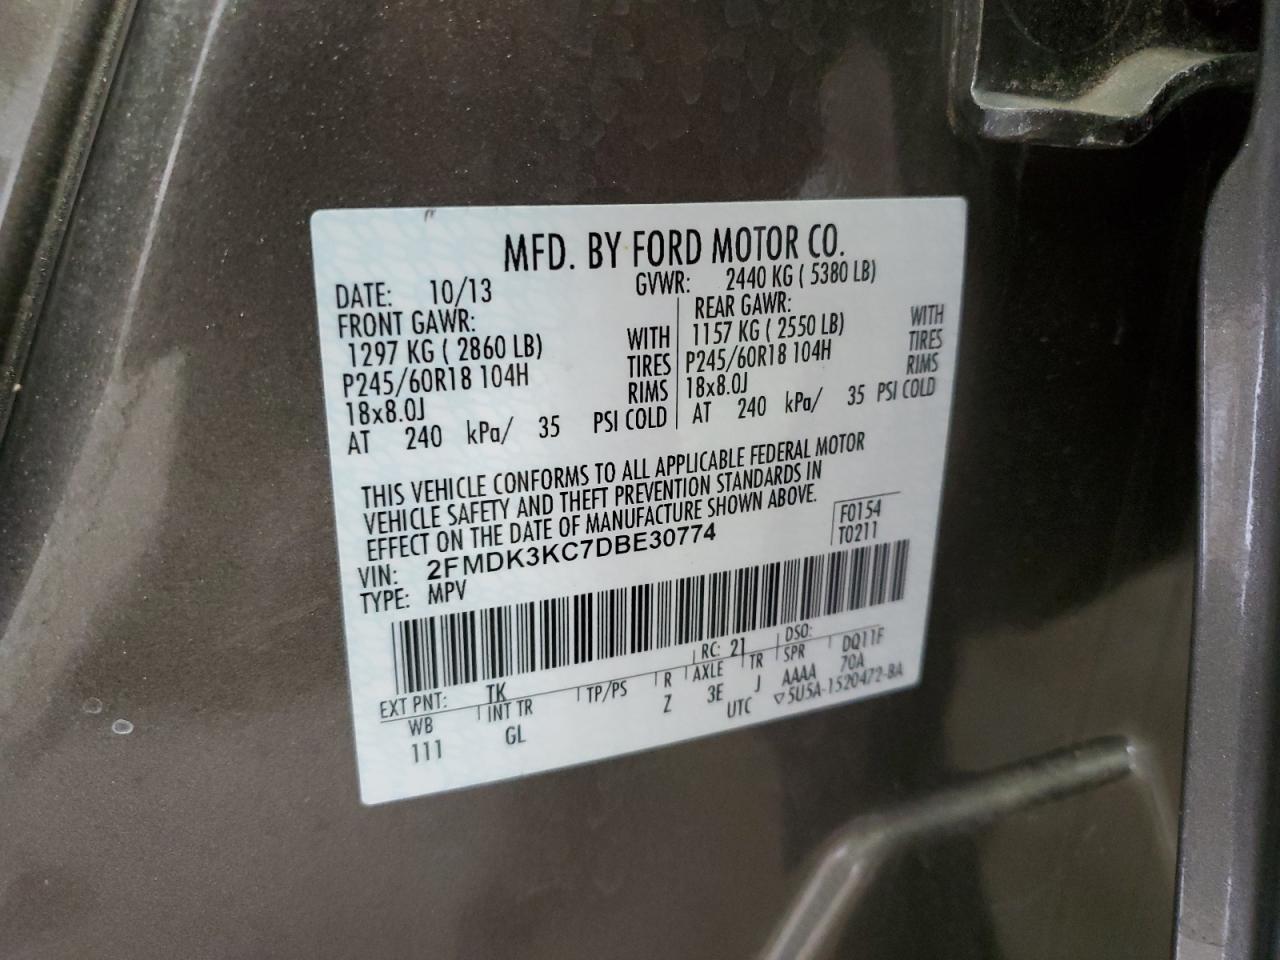 MFD. BY FORD MOTOR CO.
DATE: 10/13 GVWR: 2440 KG ( 5380 LB)
FRONT GAWR: REAR GAWR:
1297 KG ( 2860 LB) WITH 1157 KG ( 2550 LB) WITH
P245/60R18 104H TIRES P245/60R18 104H TIRES
18x8.0J RIMS 18x8.0J RIMS
AT 240 kPa/ 35 PSI COLD AT 240 kPa/ 35 PSI COLD
THIS VEHICLE CONFORMS TO ALL APPLICABLE FEDERAL MOTOR
VEHICLE SAFETY AND THEFT PREVENTION STANDARDS IN
EFFECT ON THE DATE OF MANUFACTURE SHOWN ABOVE.
VIN: 2FMDK3KC7DBE30774 F0154
TYPE: MPV T0211
EXT PNT: TK RC: 21 DSO:
WB INT TR TP/PS R AXLE TR SPR DQ11F
111 GL Z 3E J AAAA 70A
UTC ▽5U5A-1520472-BA